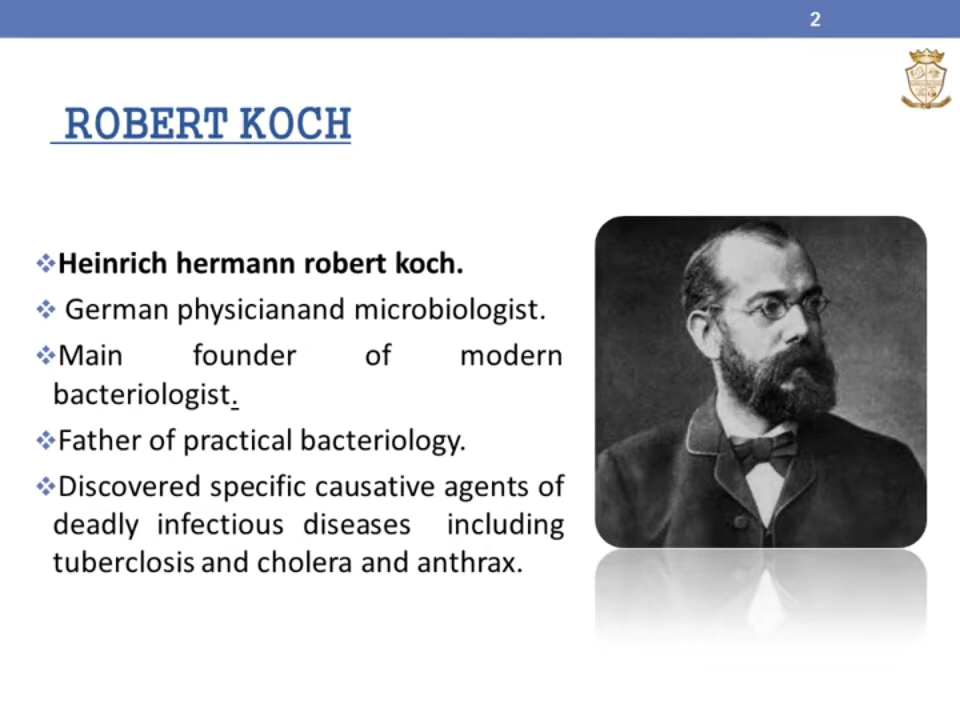 2
ROBERT KOCH
❖Heinrich hermann robert koch.
❖ German physicianand microbiologist.
❖Main founder of modern
bacteriologist.
❖Father of practical bacteriology.
❖Discovered specific causative agents of
deadly infectious diseases including
tuberclosis and cholera and anthrax.